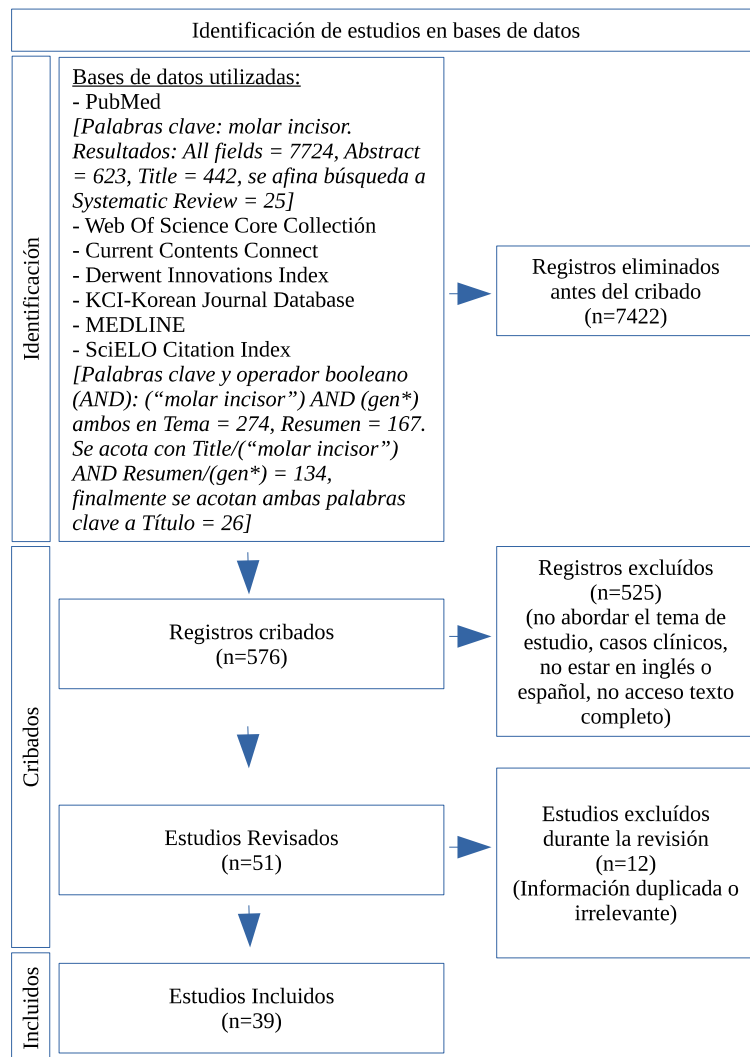 Identificación de estudios en bases de datos
Identificación
Bases de datos utilizadas:
- PubMed
[Palabras clave: molar incisor.
Resultados: All fields = 7724, Abstract
= 623, Title = 442, se afina búsqueda a
Systematic Review = 25]
- Web Of Science Core Collectión
- Current Contents Connect
- Derwent Innovations Index
- KCI-Korean Journal Database
- MEDLINE
- SciELO Citation Index
[Palabras clave y operador booleano
(AND): (“molar incisor”) AND (gen*)
ambos en Tema = 274, Resumen = 167.
Se acota con Title/(“molar incisor”)
AND Resumen/(gen*) = 134,
finalmente se acotan ambas palabras
clave a Título = 26]
Registros eliminados
antes del cribado
(n=7422)
Cribados
Registros cribados
(n=576)
Registros excluídos
(n=525)
(no abordar el tema de
estudio, casos clínicos,
no estar en inglés o
español, no acceso texto
completo)
Estudios Revisados
(n=51)
Estudios excluídos
durante la revisión
(n=12)
(Información duplicada o
irrelevante)
Incluidos
Estudios Incluidos
(n=39)